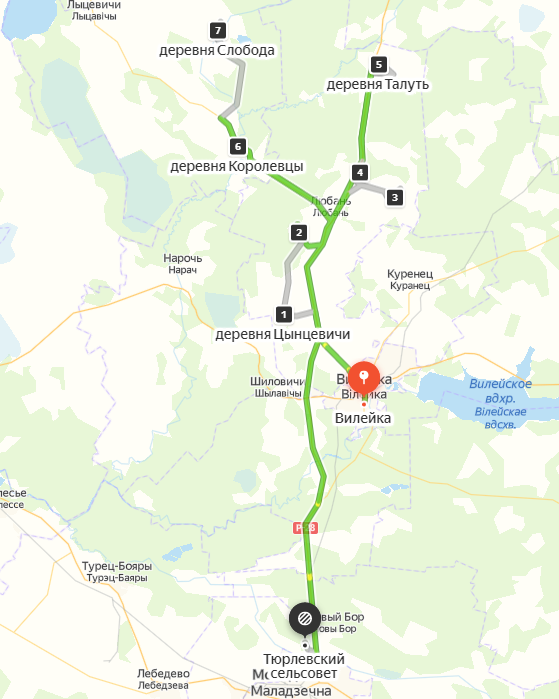 Лыцевичи
Лыцавічы
7
деревня Слобода
5
деревня Талуть
6
деревня Королевцы
4
3
Любань
Любань
2
Нарочь
Нарач
Куренец
Куранец
1
деревня Цынцевичи
Шиловичи
Шылавічы
Вилейка
Вилейское
вдхр.
Вілейскае
вдсхв.
Турец-Бояры
Турэц-Баяры
Тюрлевский
сельсовет
Лебедево
Лебедзева
Маладзечна